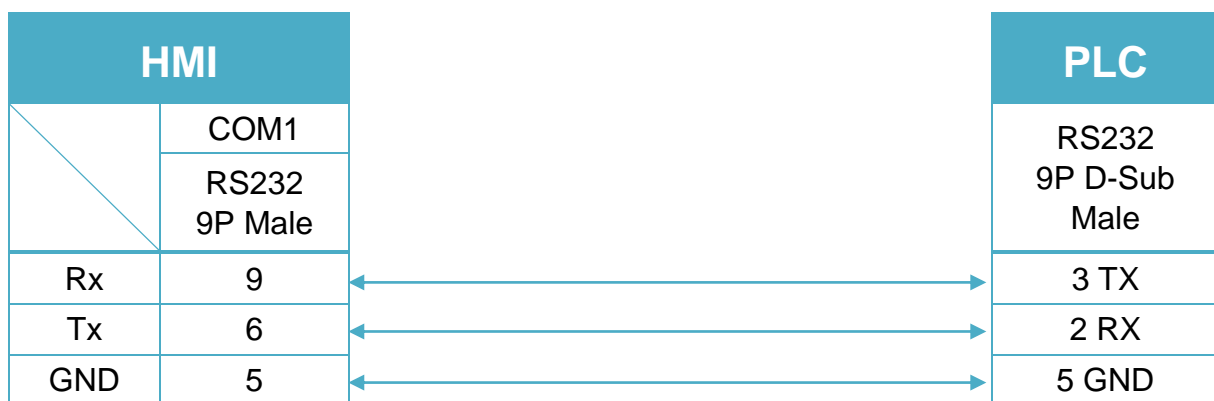 HMI
PLC
COM1
RS232
9P Male
RS232
9P D-Sub
Male
Rx 9 3 TX
Tx 6 2 RX
GND 5 5 GND